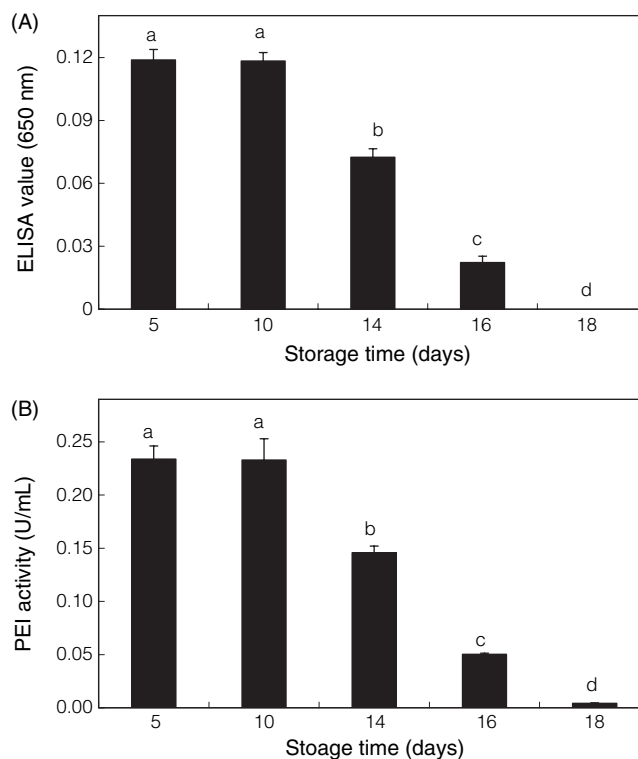 (A)
ELISA value (650 nm)
0.12
0.09
0.06
0.03
0
a
a
b
c
d
5 10 14 16 18
Storage time (days)
(B)
PEI activity (U/mL)
0.25
0.20
0.15
0.10
0.05
0.00
a
a
b
c
d
5 10 14 16 18
Stoage time (days)